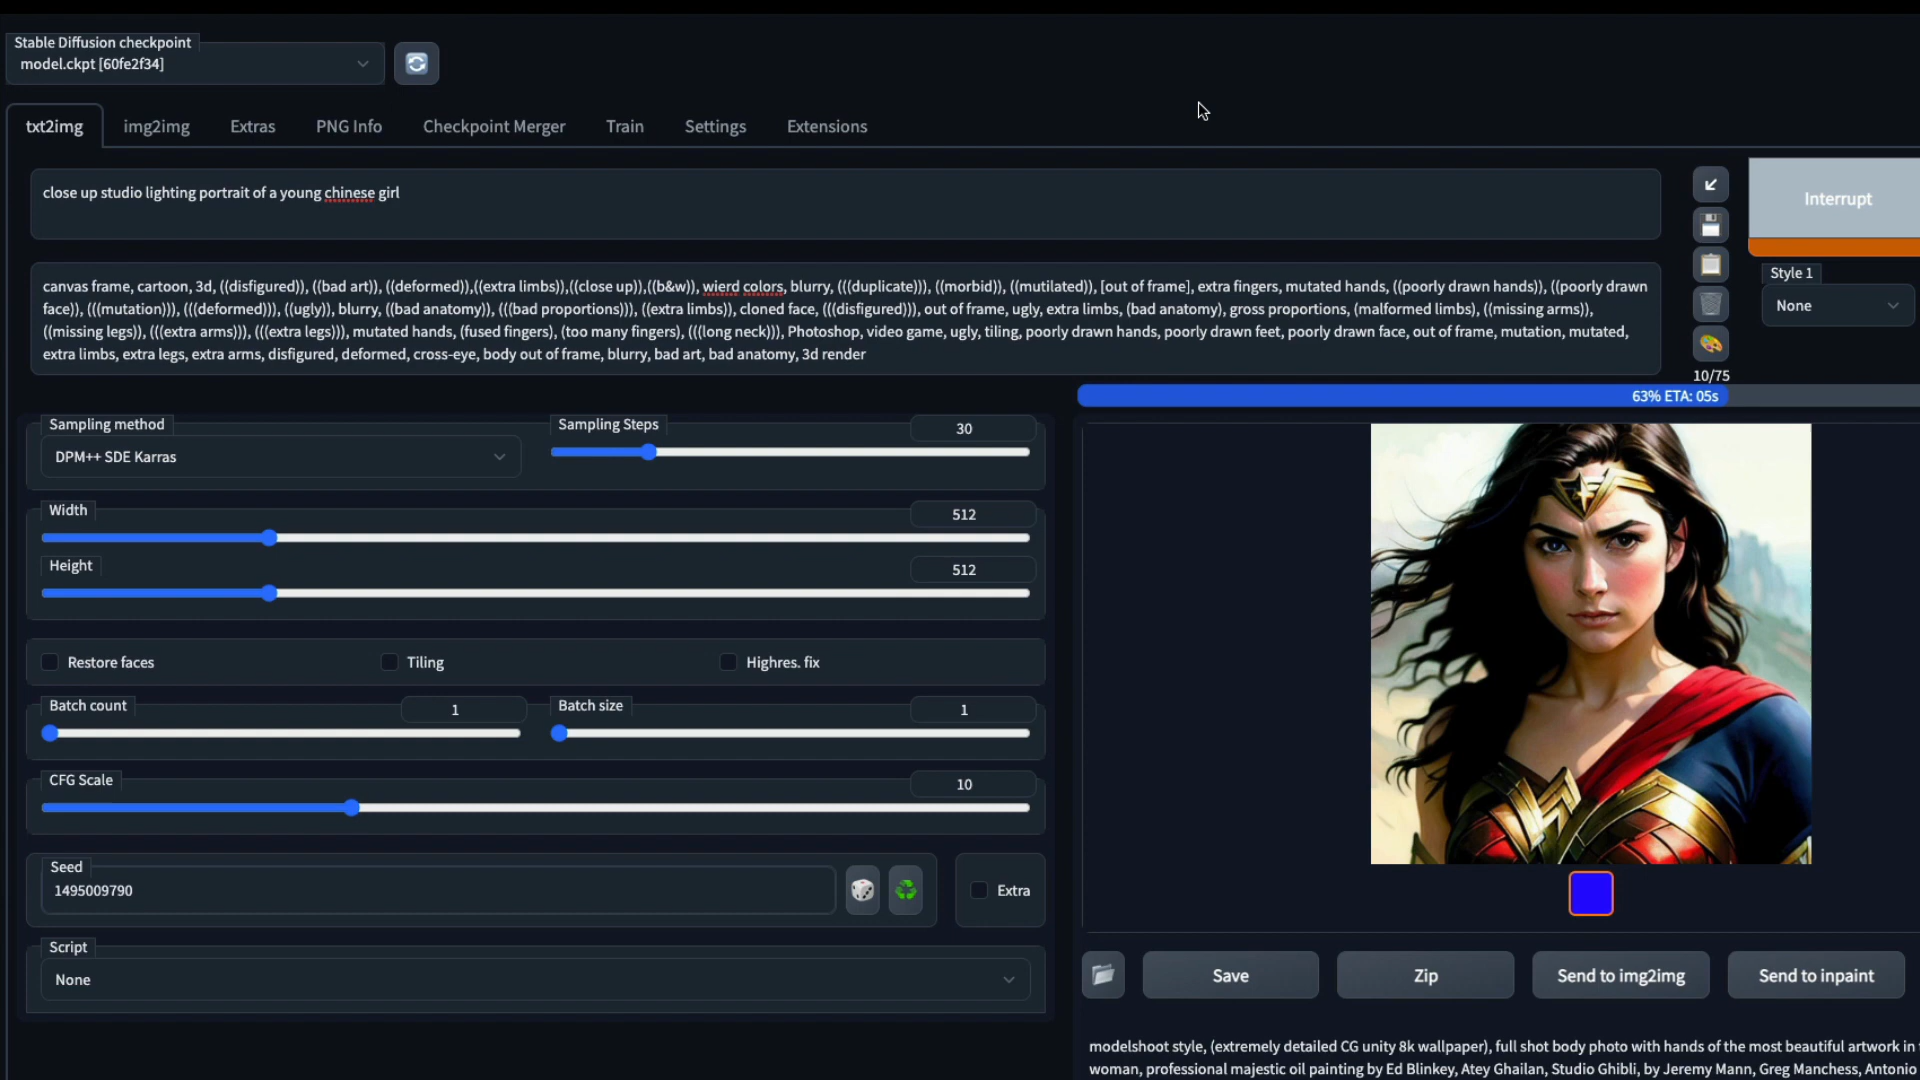 Stable Diffusion checkpoint
model.ckpt [60fe2f34]
txt2img img2img Extras PNG Info Checkpoint Merger Train Settings Extensions
close up studio lighting portrait of a young chinese girl
Interrupt
canvas frame, cartoon, 3d, ((disfigured)), ((bad art)), ((deformed)),((extra limbs)),((close up)),((b&w)), wierd colors, blurry, (((duplicate))), ((morbid)), ((mutilated)), [out of frame], extra fingers, mutated hands, ((poorly drawn hands)), ((poorly drawn
face)), (((mutation))), (((deformed))), ((ugly)), blurry, ((bad anatomy)), (((bad proportions))), ((extra limbs)), cloned face, (((disfigured))), out of frame, ugly, extra limbs, (bad anatomy), gross proportions, (malformed limbs), ((missing arms)),
((missing legs)), (((extra arms))), (((extra legs))), mutated hands, (fused fingers), (too many fingers), (((long neck))), Photoshop, video game, ugly, tiling, poorly drawn hands, poorly drawn feet, poorly drawn face, out of frame, mutation, mutated,
extra limbs, extra legs, extra arms, disfigured, deformed, cross-eye, body out of frame, blurry, bad art, bad anatomy, 3d render
Style 1
None
10/75
63% ETA: 05s
Sampling method
DPM++ SDE Karras
Sampling Steps
30
Width
512
Height
512
Restore faces Tiling Highres. fix
Batch count
1
Batch size
1
CFG Scale
10
Seed
1495009790
Extra
Script
None
Save Zip Send to img2img Send to inpaint
modelshoot style, (extremely detailed CG unity 8k wallpaper), full shot body photo with hands of the most beautiful artwork in
woman, professional majestic oil painting by Ed Blinkey, Atey Ghailan, Studio Ghibli, by Jeremy Mann, Greg Manchess, Antonio